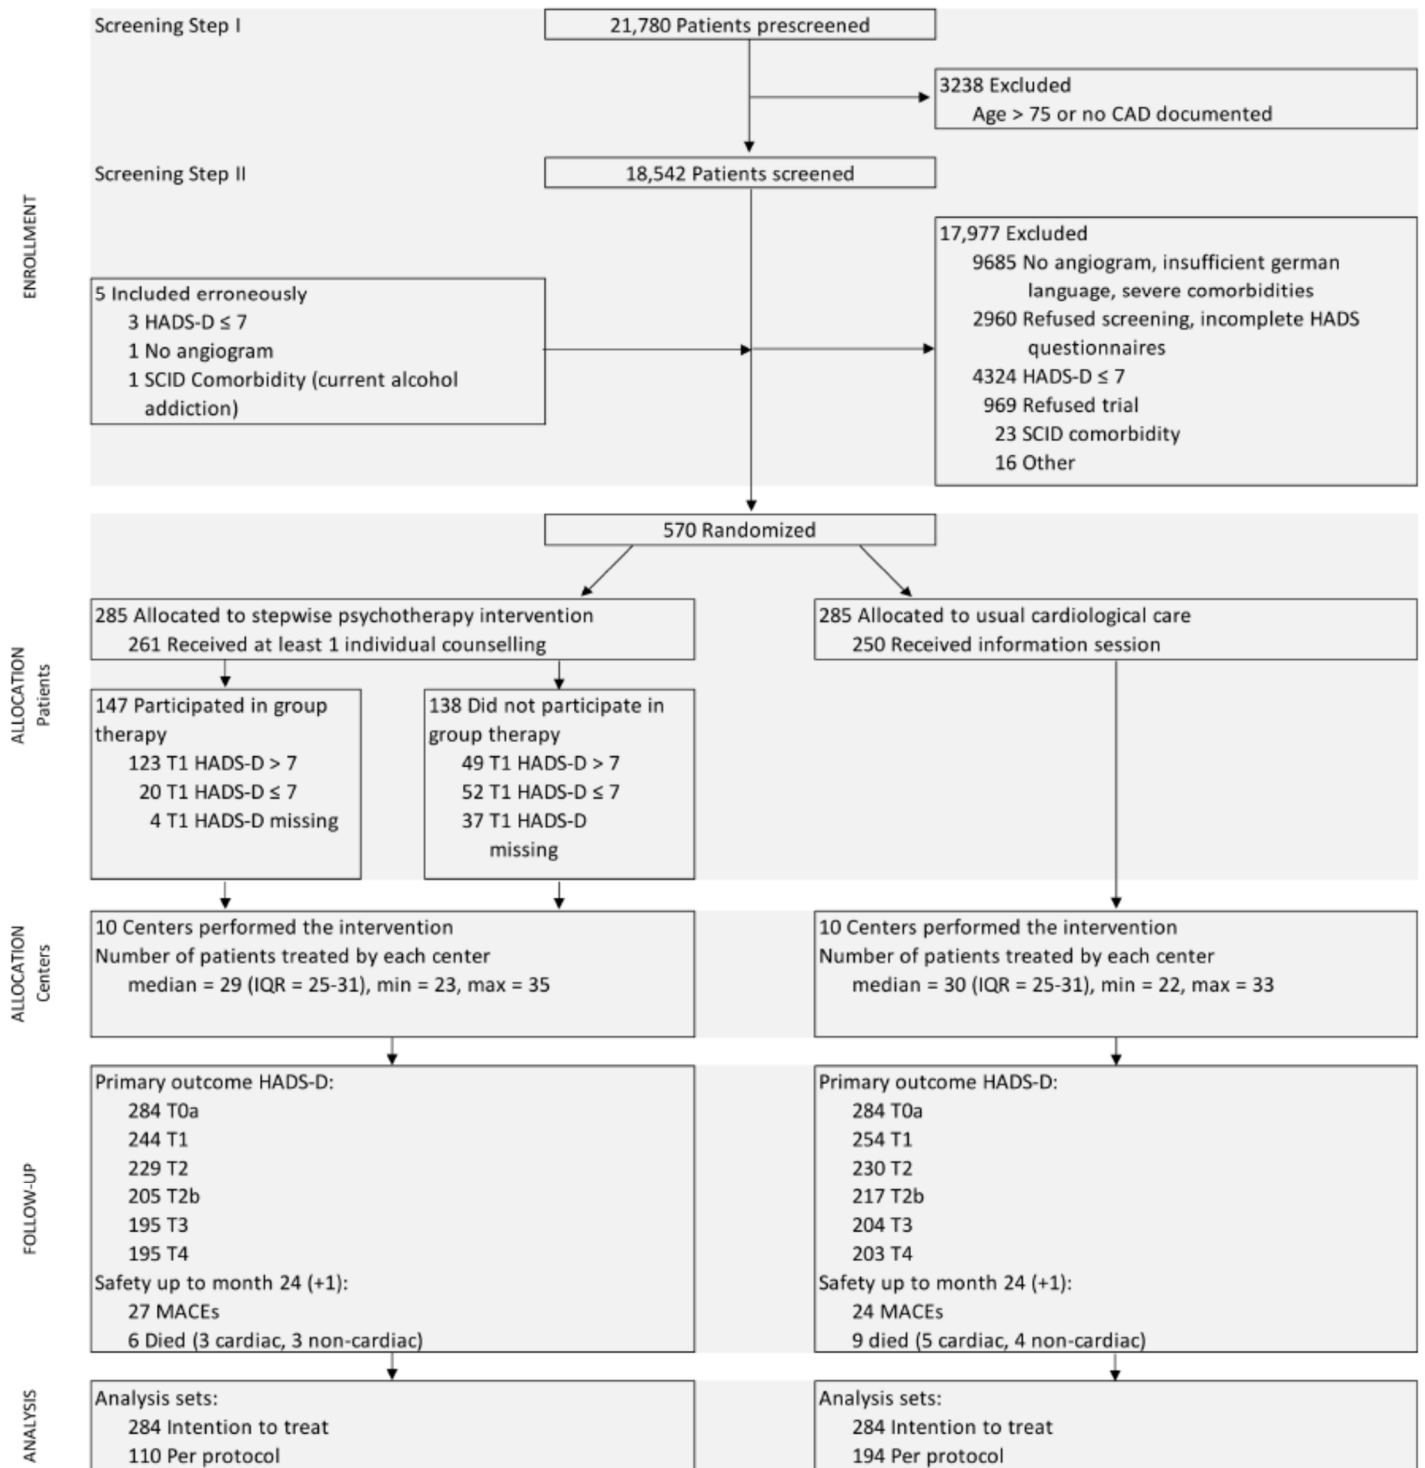 Screening Step I
21,780 Patients prescreened
3238 Excluded
Age > 75 or no CAD documented
Screening Step II
18,542 Patients screened
ENROLLMENT
17,977 Excluded
9685 No angiogram, insufficient german
language, severe comorbidities
2960 Refused screening, incomplete HADS
questionnaires
4324 HADS-D ≤ 7
969 Refused trial
23 SCID comorbidity
16 Other
5 Included erroneously
3 HADS-D ≤ 7
1 No angiogram
1 SCID Comorbidity (current alcohol
addiction)
570 Randomized
ALLOCATION
Patients
285 Allocated to stepwise psychotherapy intervention
261 Received at least 1 individual counselling
285 Allocated to usual cardiological care
250 Received information session
147 Participated in group
therapy
123 T1 HADS-D > 7
20 T1 HADS-D ≤ 7
4 T1 HADS-D missing
138 Did not participate in
group therapy
49 T1 HADS-D > 7
52 T1 HADS-D ≤ 7
37 T1 HADS-D
missing
ALLOCATION
Centers
10 Centers performed the intervention
Number of patients treated by each center
median = 29 (IQR = 25-31), min = 23, max = 35
10 Centers performed the intervention
Number of patients treated by each center
median = 30 (IQR = 25-31), min = 22, max = 33
FOLLOW-UP
Primary outcome HADS-D:
284 T0a
244 T1
229 T2
205 T2b
195 T3
195 T4
Safety up to month 24 (+1):
27 MACEs
6 Died (3 cardiac, 3 non-cardiac)
Primary outcome HADS-D:
284 T0a
254 T1
230 T2
217 T2b
204 T3
203 T4
Safety up to month 24 (+1):
24 MACEs
9 died (5 cardiac, 4 non-cardiac)
ANALYSIS
Analysis sets:
284 Intention to treat
110 Per protocol
Analysis sets:
284 Intention to treat
194 Per protocol